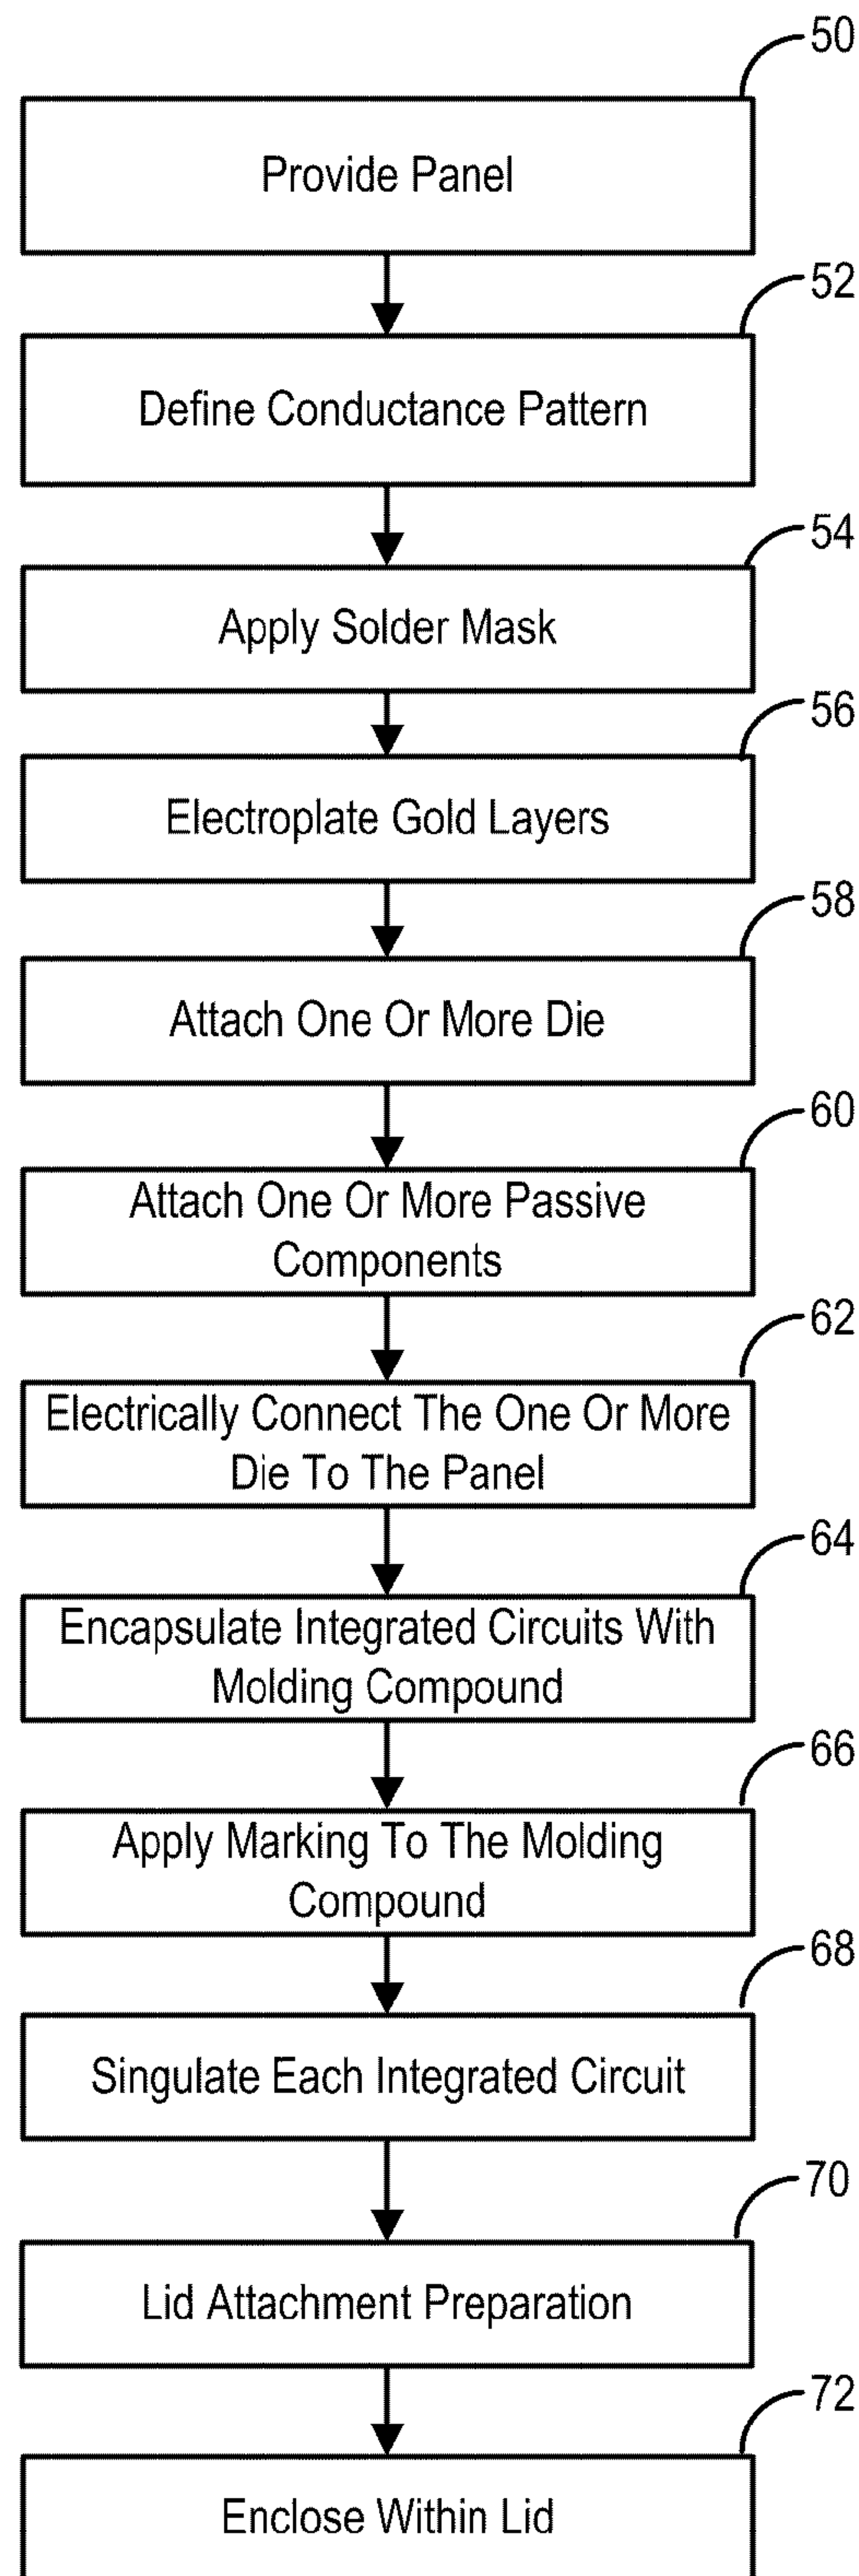 50
Provide Panel
52
Define Conductance Pattern
54
Apply Solder Mask
56
Electroplate Gold Layers
58
Attach One Or More Die
60
Attach One Or More Passive
Components
62
Electrically Connect The One Or More
Die To The Panel
64
Encapsulate Integrated Circuits With
Molding Compound
66
Apply Marking To The Molding
Compound
68
Singulate Each Integrated Circuit
70
Lid Attachment Preparation
72
Enclose Within Lid